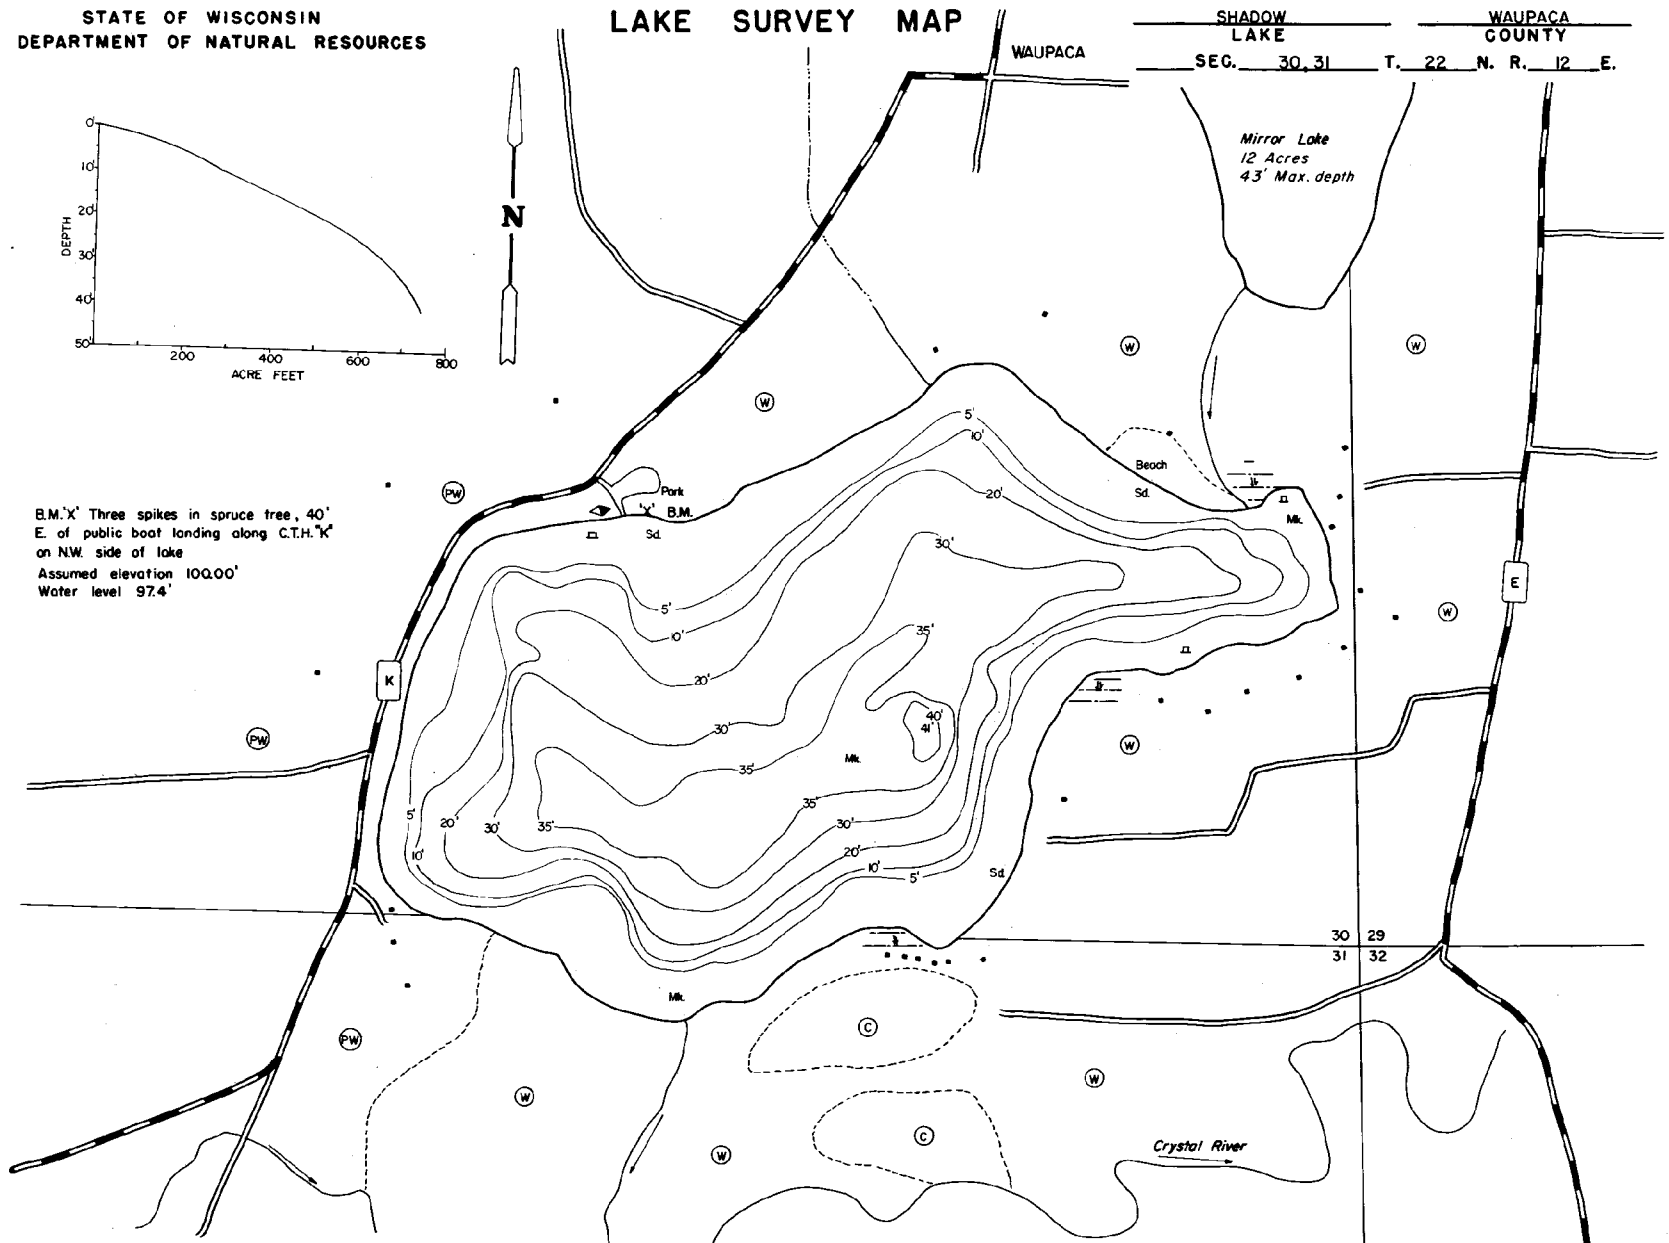 STATE OF WISCONSIN
DEPARTMENT OF NATURAL RESOURCES
LAKE SURVEY MAP
SHADOW
LAKE
WAUPACA
COUNTY
SEC. 30,31 T. 22 N. R. 12 E.
WAUPACA
Mirror Lake
12 Acres
43' Max. depth
0'
10'
20'
30'
40'
50'
DEPTH
200
400
600
800
ACRE FEET
N
W
W
W
PW
Park
'X' B.M.
Sd.
Beach
Sd.
Mk.
B.M.'X' Three spikes in spruce tree, 40'
E. of public boat landing along C.T.H."K"
on N.W. side of lake
Assumed elevation 100.00'
Water level 97.4'
5'
10'
20'
30'
5'
10'
20'
35'
30'
35'
40'
41'
Mk.
K
E
W
PW
W
5'
20'
30'
35'
10'
35'
30'
20'
10'
5'
Sd.
30 29
31 32
Mk.
C
PW
W
W
C
W
Crystal River